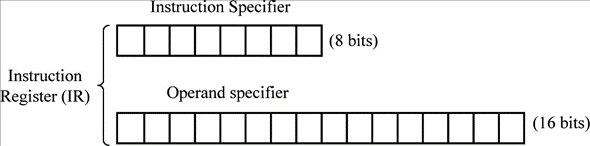 Instruction Specifier
(8 bits)
Instruction
Register (IR)
Operand specifier
(16 bits)